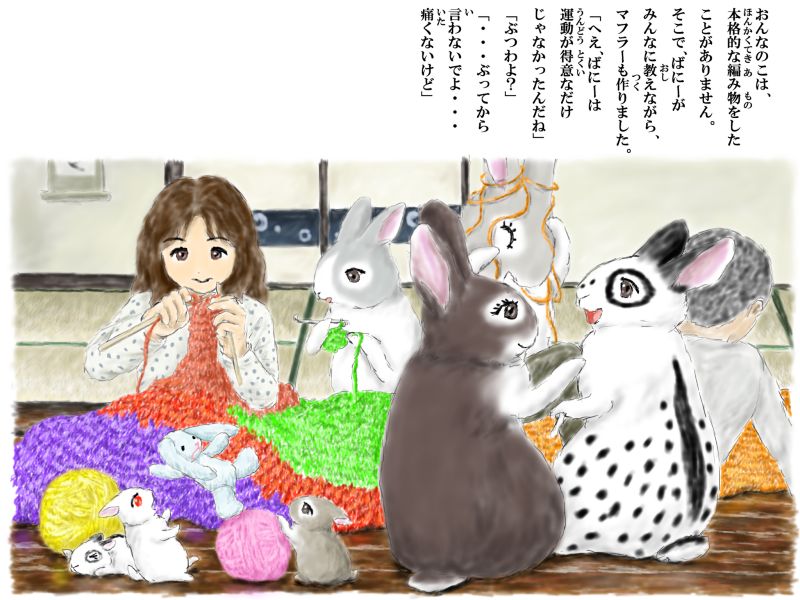 おんなのこは、
本格的な編み物をした
ことがありません。
そこで、ばにーが
みんなに教えながら、
マフラーも作りました。
「へえ、ばにーは
運動が得意なだけ
じゃなかったんだね」
「ぶつわよ？」
「・・・ぶってから
言わないでよ・・・
痛くないけど」